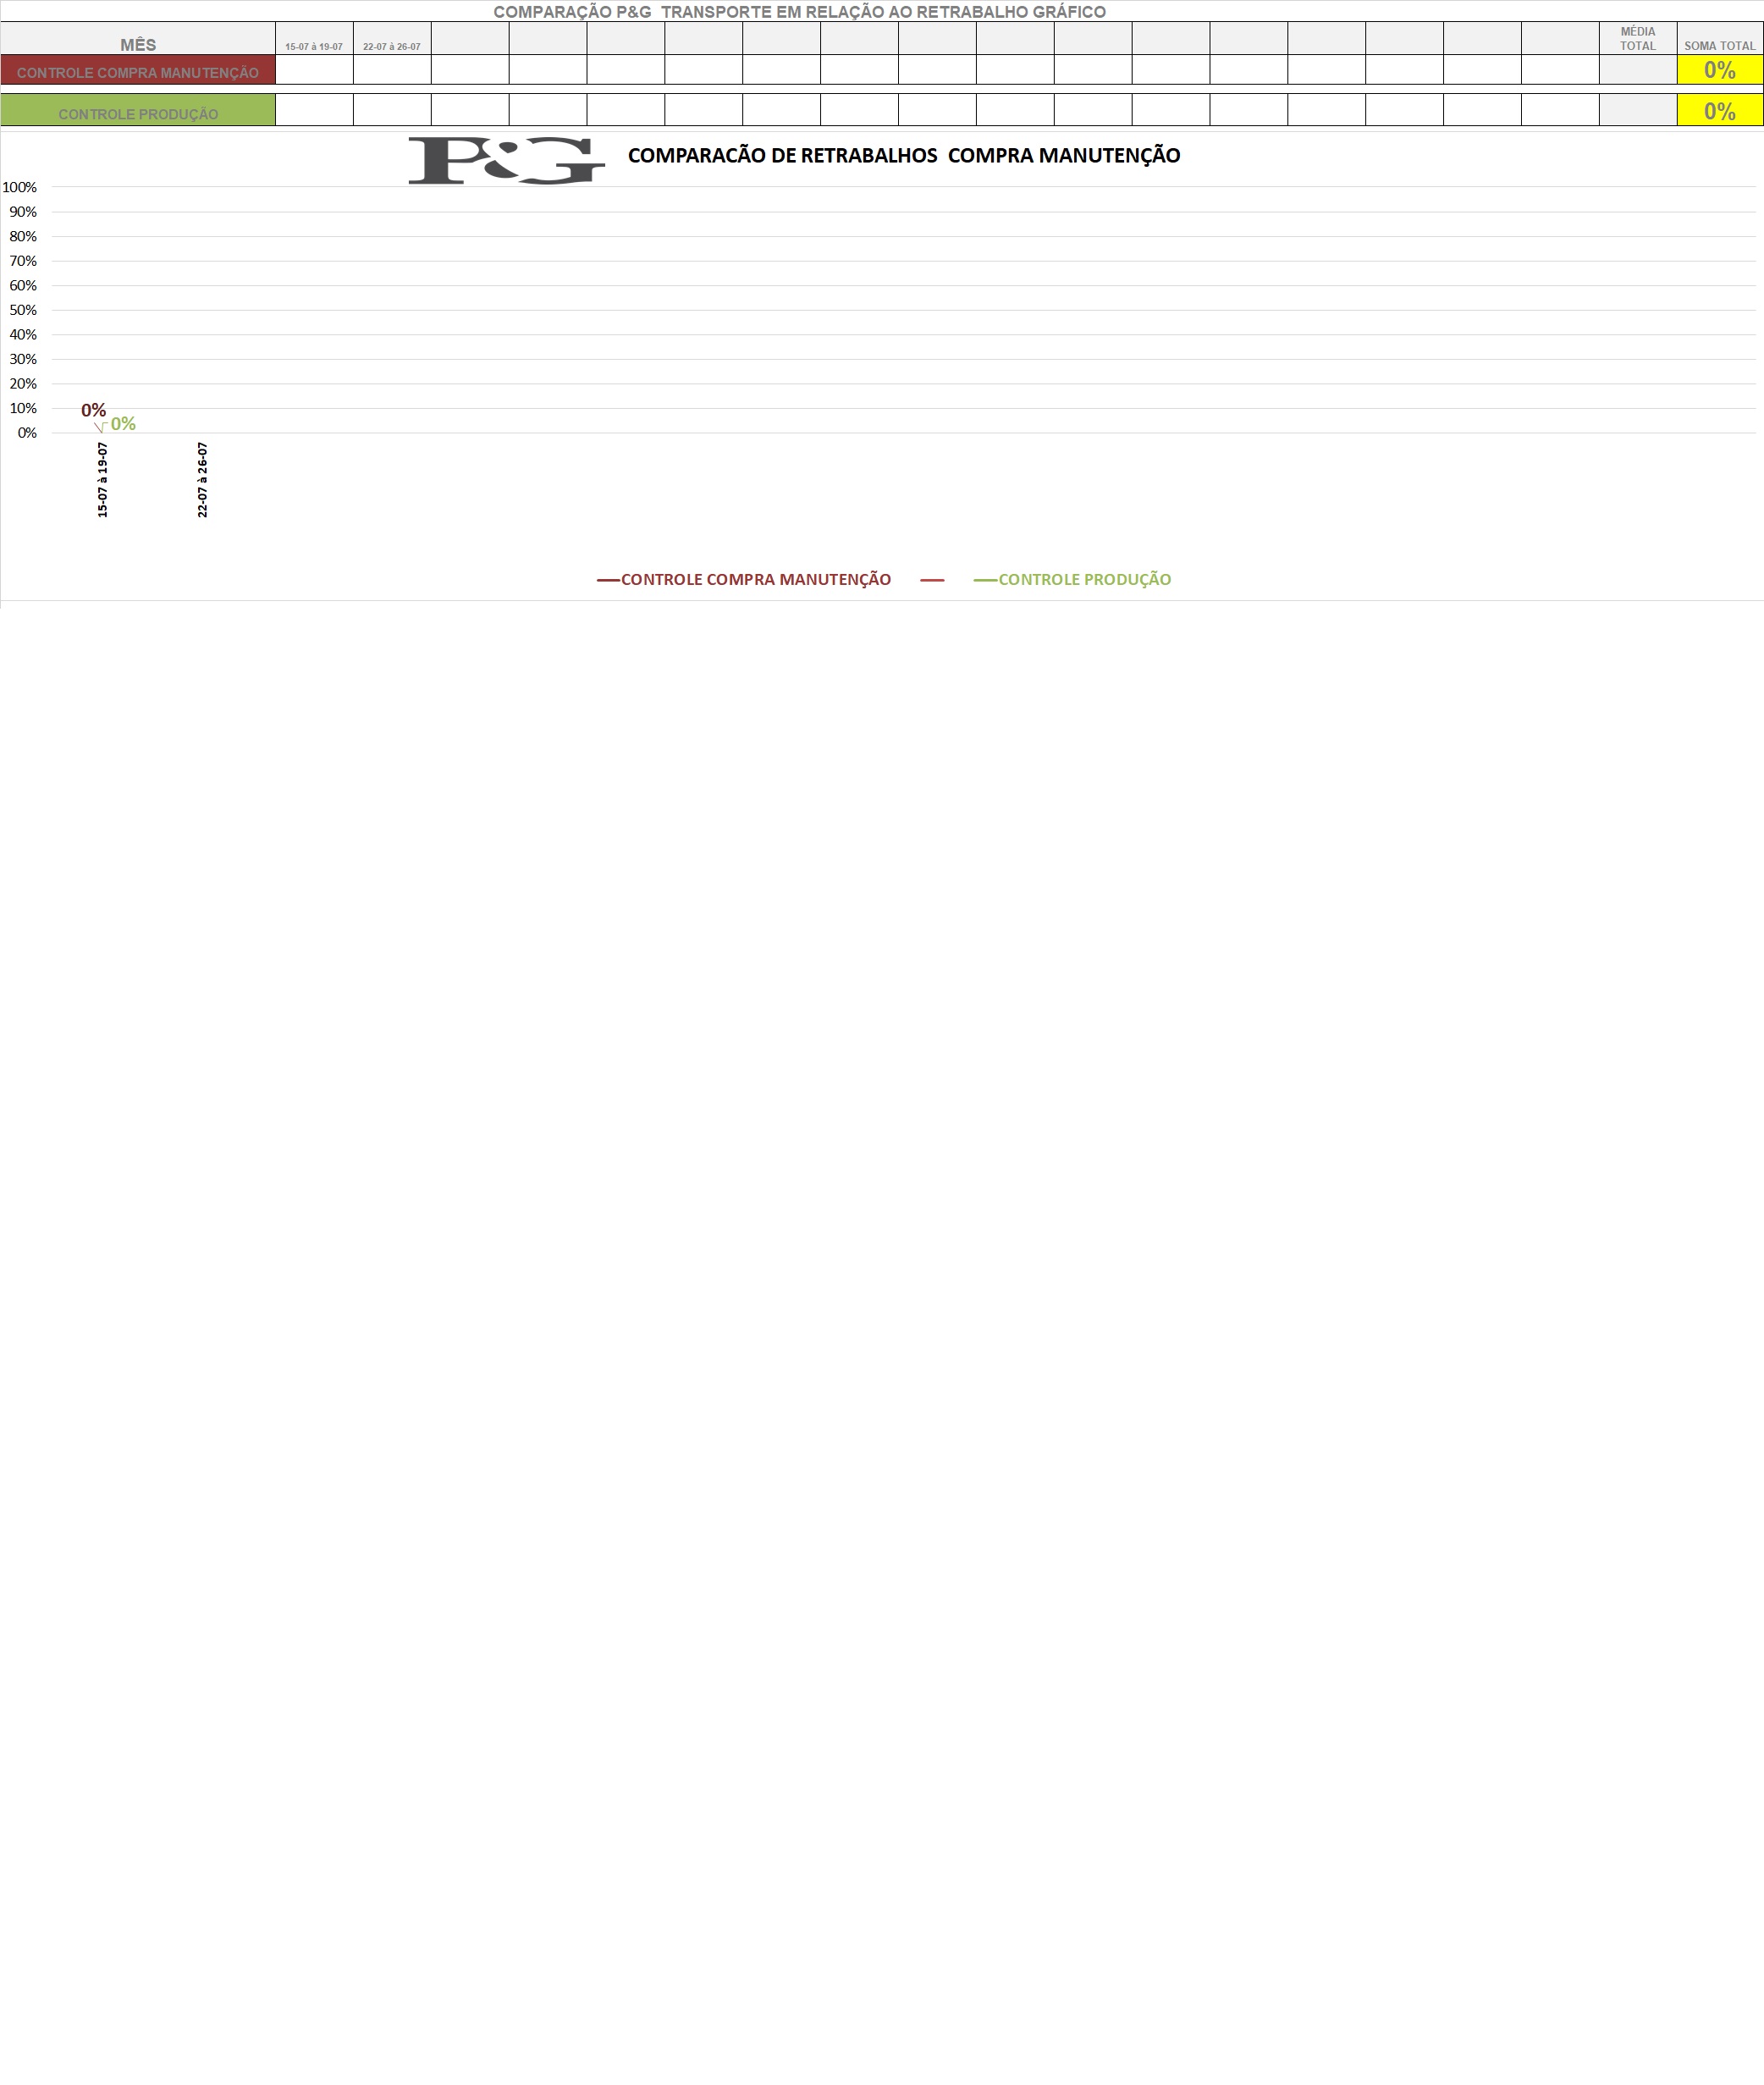 COMPARAÇÃO P&G  TRANSPORTE EM RELAÇÃO AO RETRABALHO GRÁFICO
MÊS 15-07 à 19-07 22-07 à 26-07 MÉDIA TOTAL SOMA TOTAL
CONTROLE COMPRA MANUTENÇÃO 0%
CONTROLE PRODUÇÃO 0%
P&G COMPARACÃO DE RETRABALHOS  COMPRA MANUTENÇÃO
100%
90%
80%
70%
60%
50%
40%
30%
20%
10%
0%
0%
0%
15-07 à 19-07
22-07 à 26-07
CONTROLE COMPRA MANUTENÇÃO CONTROLE PRODUÇÃO